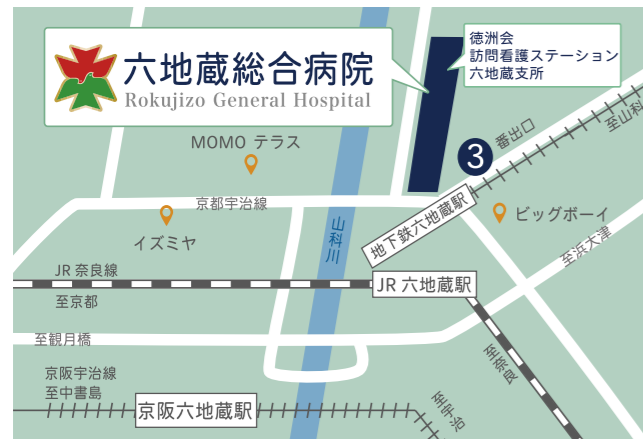 六地蔵総合病院
Rokujizo General Hospital
徳洲会
訪問看護ステーション
六地蔵支所
MOMO テラス
3
番出口
至山科
京都宇治線
イズミヤ
山科川
地下鉄六地蔵駅
ビッグボーイ
至浜大津
JR 奈良線
至京都
JR 六地蔵駅
至観月橋
至奈良
京阪宇治線
至中書島
京阪六地蔵駅
至宇治